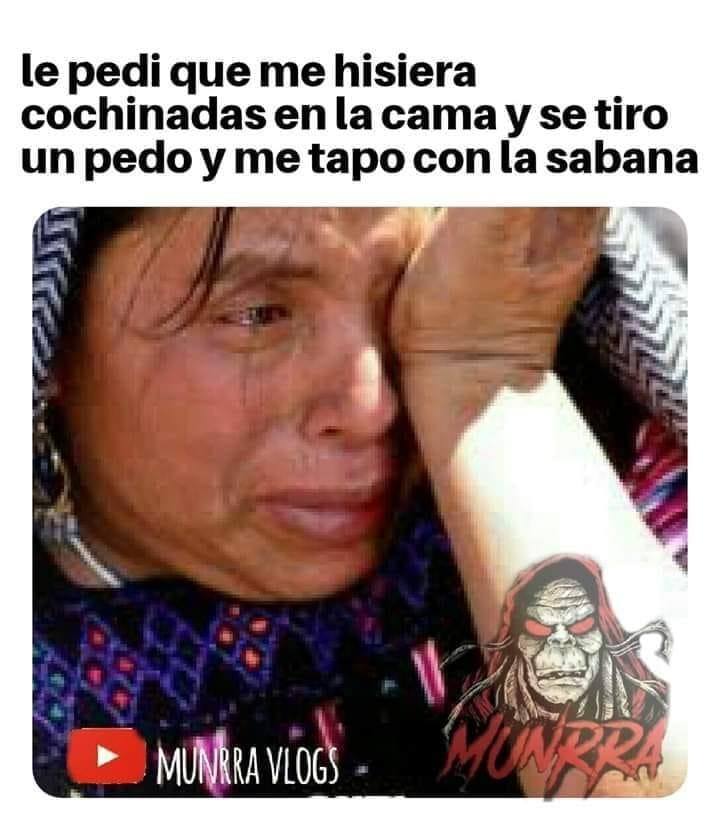 le pedi que me hisiera
cochinadas en la cama y se tiro
un pedo y me tapo con la sabana
MUNRRA
MUNRRA VLOGS